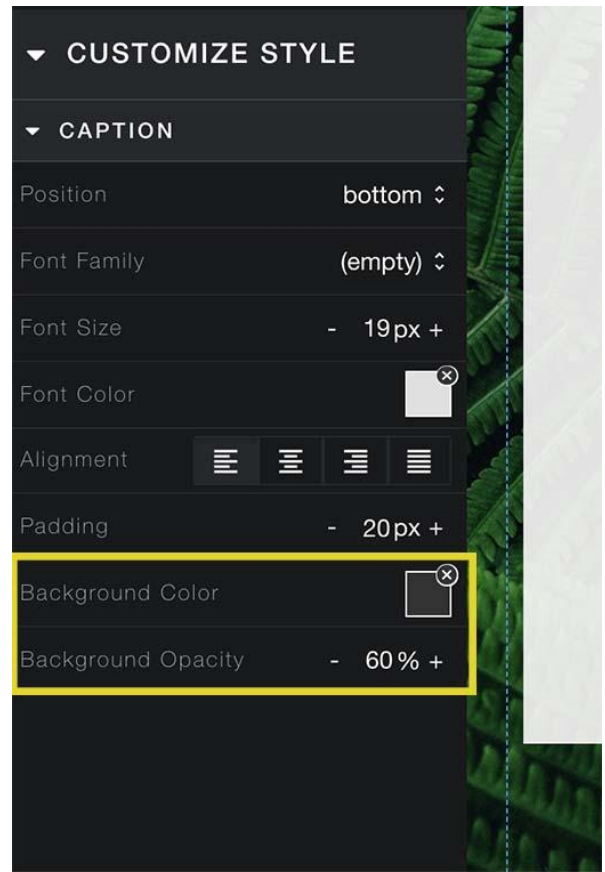 CUSTOMIZE STYLE
CAPTION
Position bottom
Font Family (empty)
Font Size - 19px +
Font Color
Alignment
Padding - 20px +
Background Color
Background Opacity - 60% +